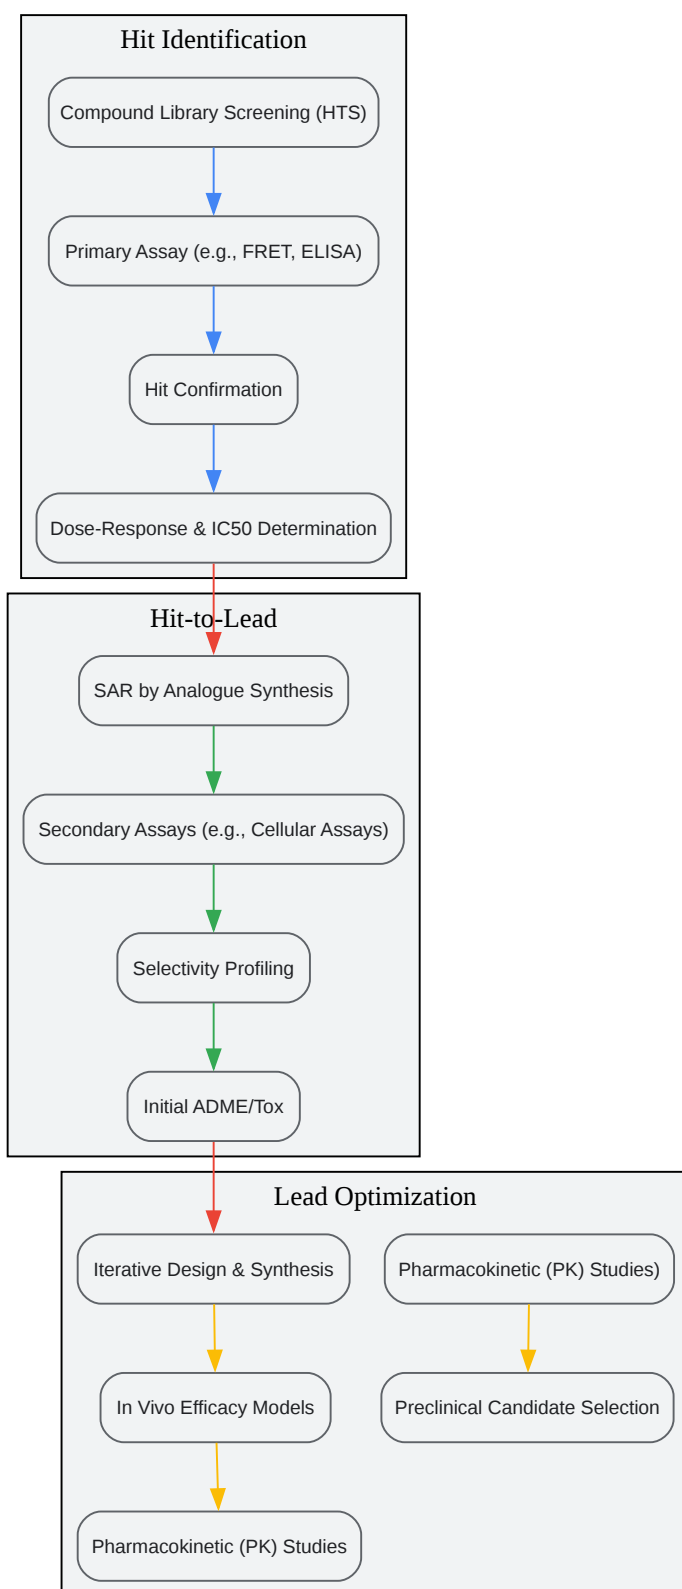 Hit Identification
Compound Library Screening (HTS)
Primary Assay (e.g., FRET, ELISA)
Hit Confirmation
Dose-Response & IC50 Determination
Hit-to-Lead
SAR by Analogue Synthesis
Secondary Assays (e.g., Cellular Assays)
Selectivity Profiling
Initial ADME/Tox
Lead Optimization
Iterative Design & Synthesis
Pharmacokinetic (PK) Studies)
In Vivo Efficacy Models
Preclinical Candidate Selection
Pharmacokinetic (PK) Studies